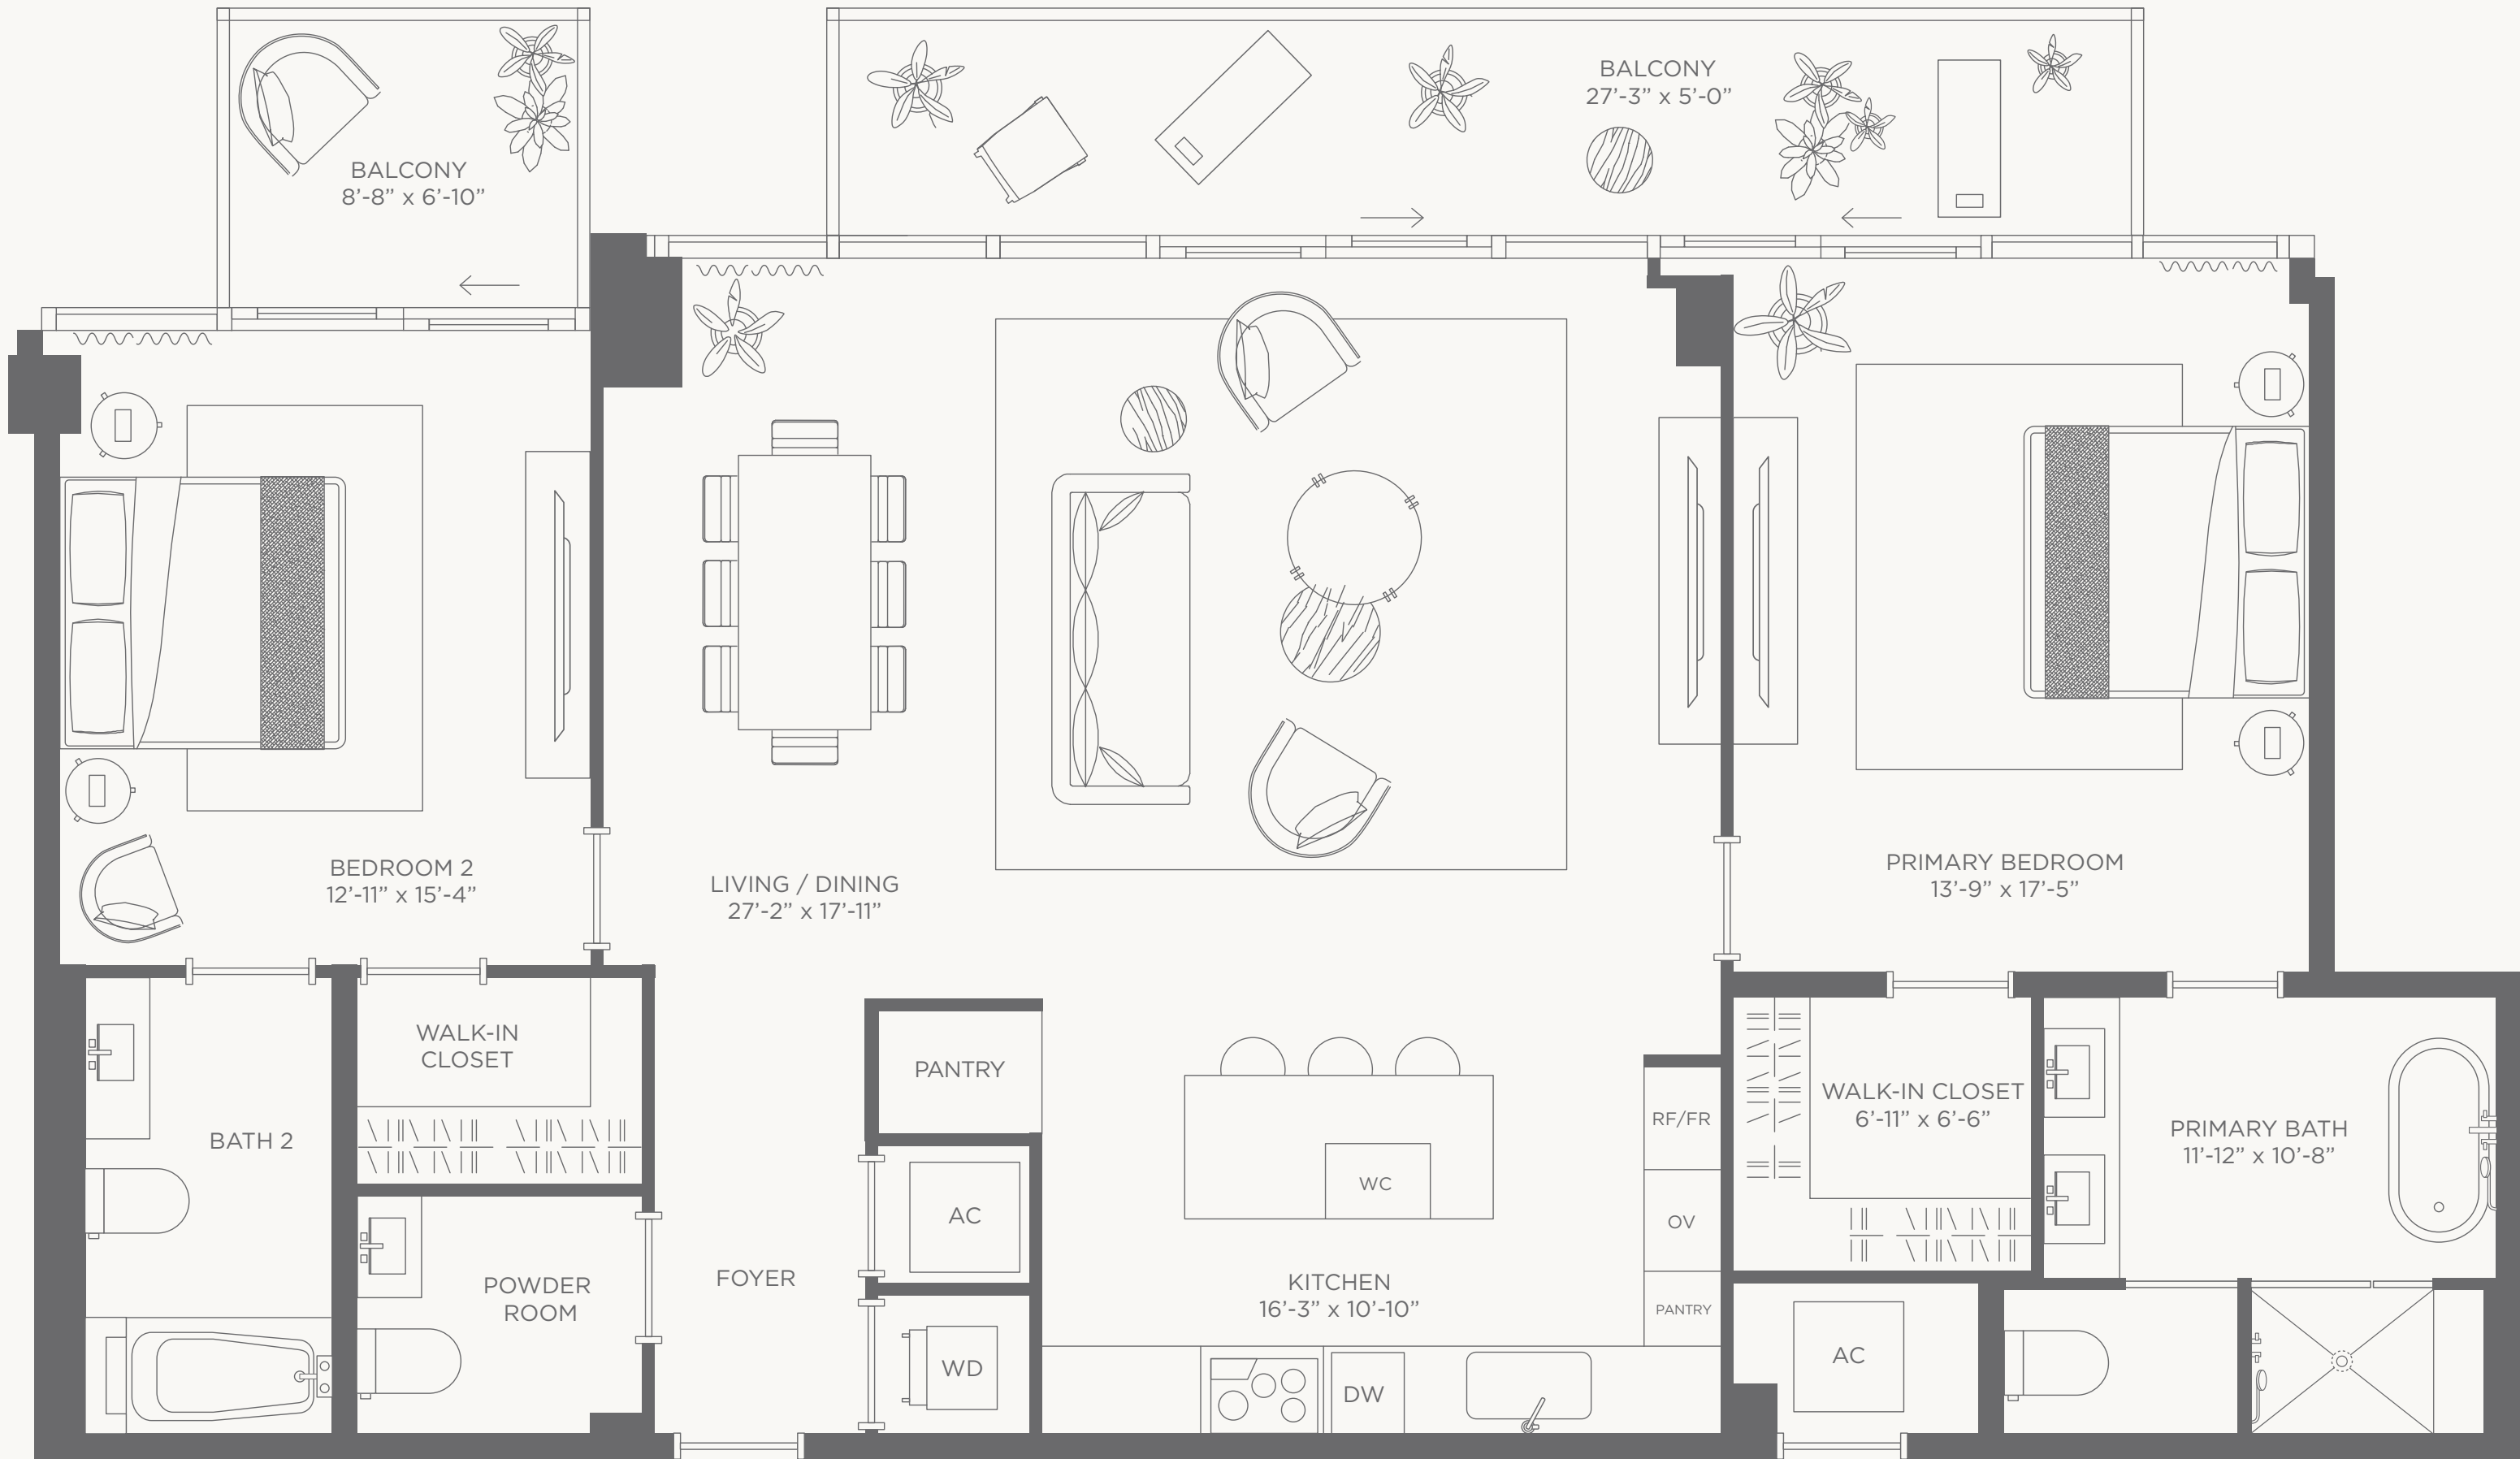 BALCONY
27’-3” x 5’-0”
BALCONY
8’-8” x 6’-10”
BEDROOM 2
12’-11” x 15’-4”
LIVING / DINING
27’-2” x 17’-11”
PRIMARY BEDROOM
13’-9” x 17’-5”
WALK-IN
CLOSET
BATH 2
POWDER
ROOM
FOYER
PANTRY
AC
WD
WC
KITCHEN
16’-3” x 10’-10”
DW
RF/FR
OV
PANTRY
WALK-IN CLOSET
6’-11” x 6’-6”
PRIMARY BATH
11’-12” x 10’-8”
AC